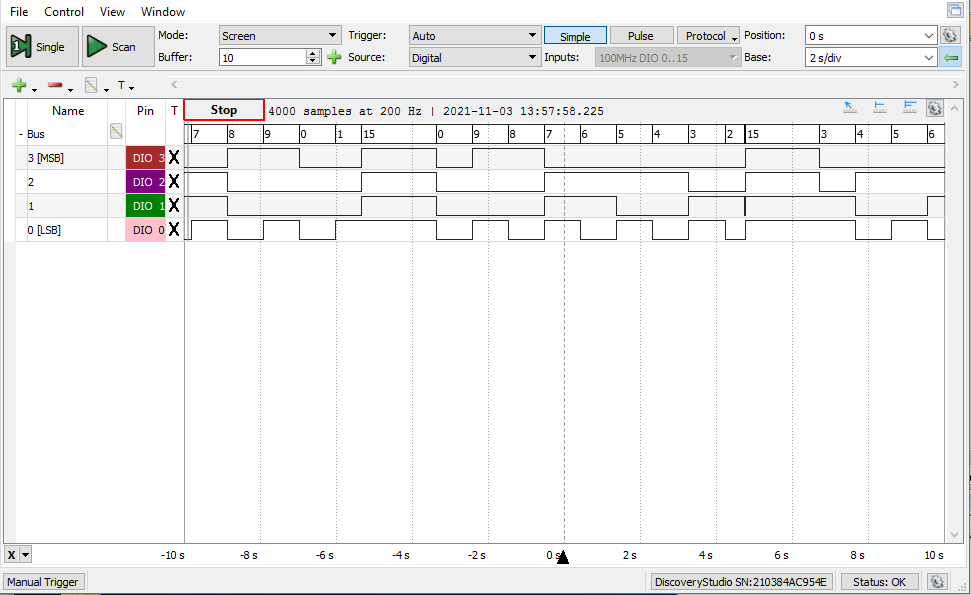 File Control View Window
Single Scan Mode: Screen Trigger: Auto Simple Pulse Protocol Position: 0 s
Buffer: 10 Source: Digital Inputs: 100MHz DIO 0..15 Base: 2 s/div
T
Name Pin T Stop 4000 samples at 200 Hz | 2021-11-03 13:57:58.225
- Bus 7 8 9 0 1 15 0 9 8 7 6 5 4 3 2 15 3 4 5 6
3 [MSB] DIO 3 X
2 DIO 2 X
1 DIO 1 X
0 [LSB] DIO 0 X
X -10 s -8 s -6 s -4 s -2 s 0 s 2 s 4 s 6 s 8 s 10 s
Manual Trigger DiscoveryStudio SN:210384AC954E Status: OK